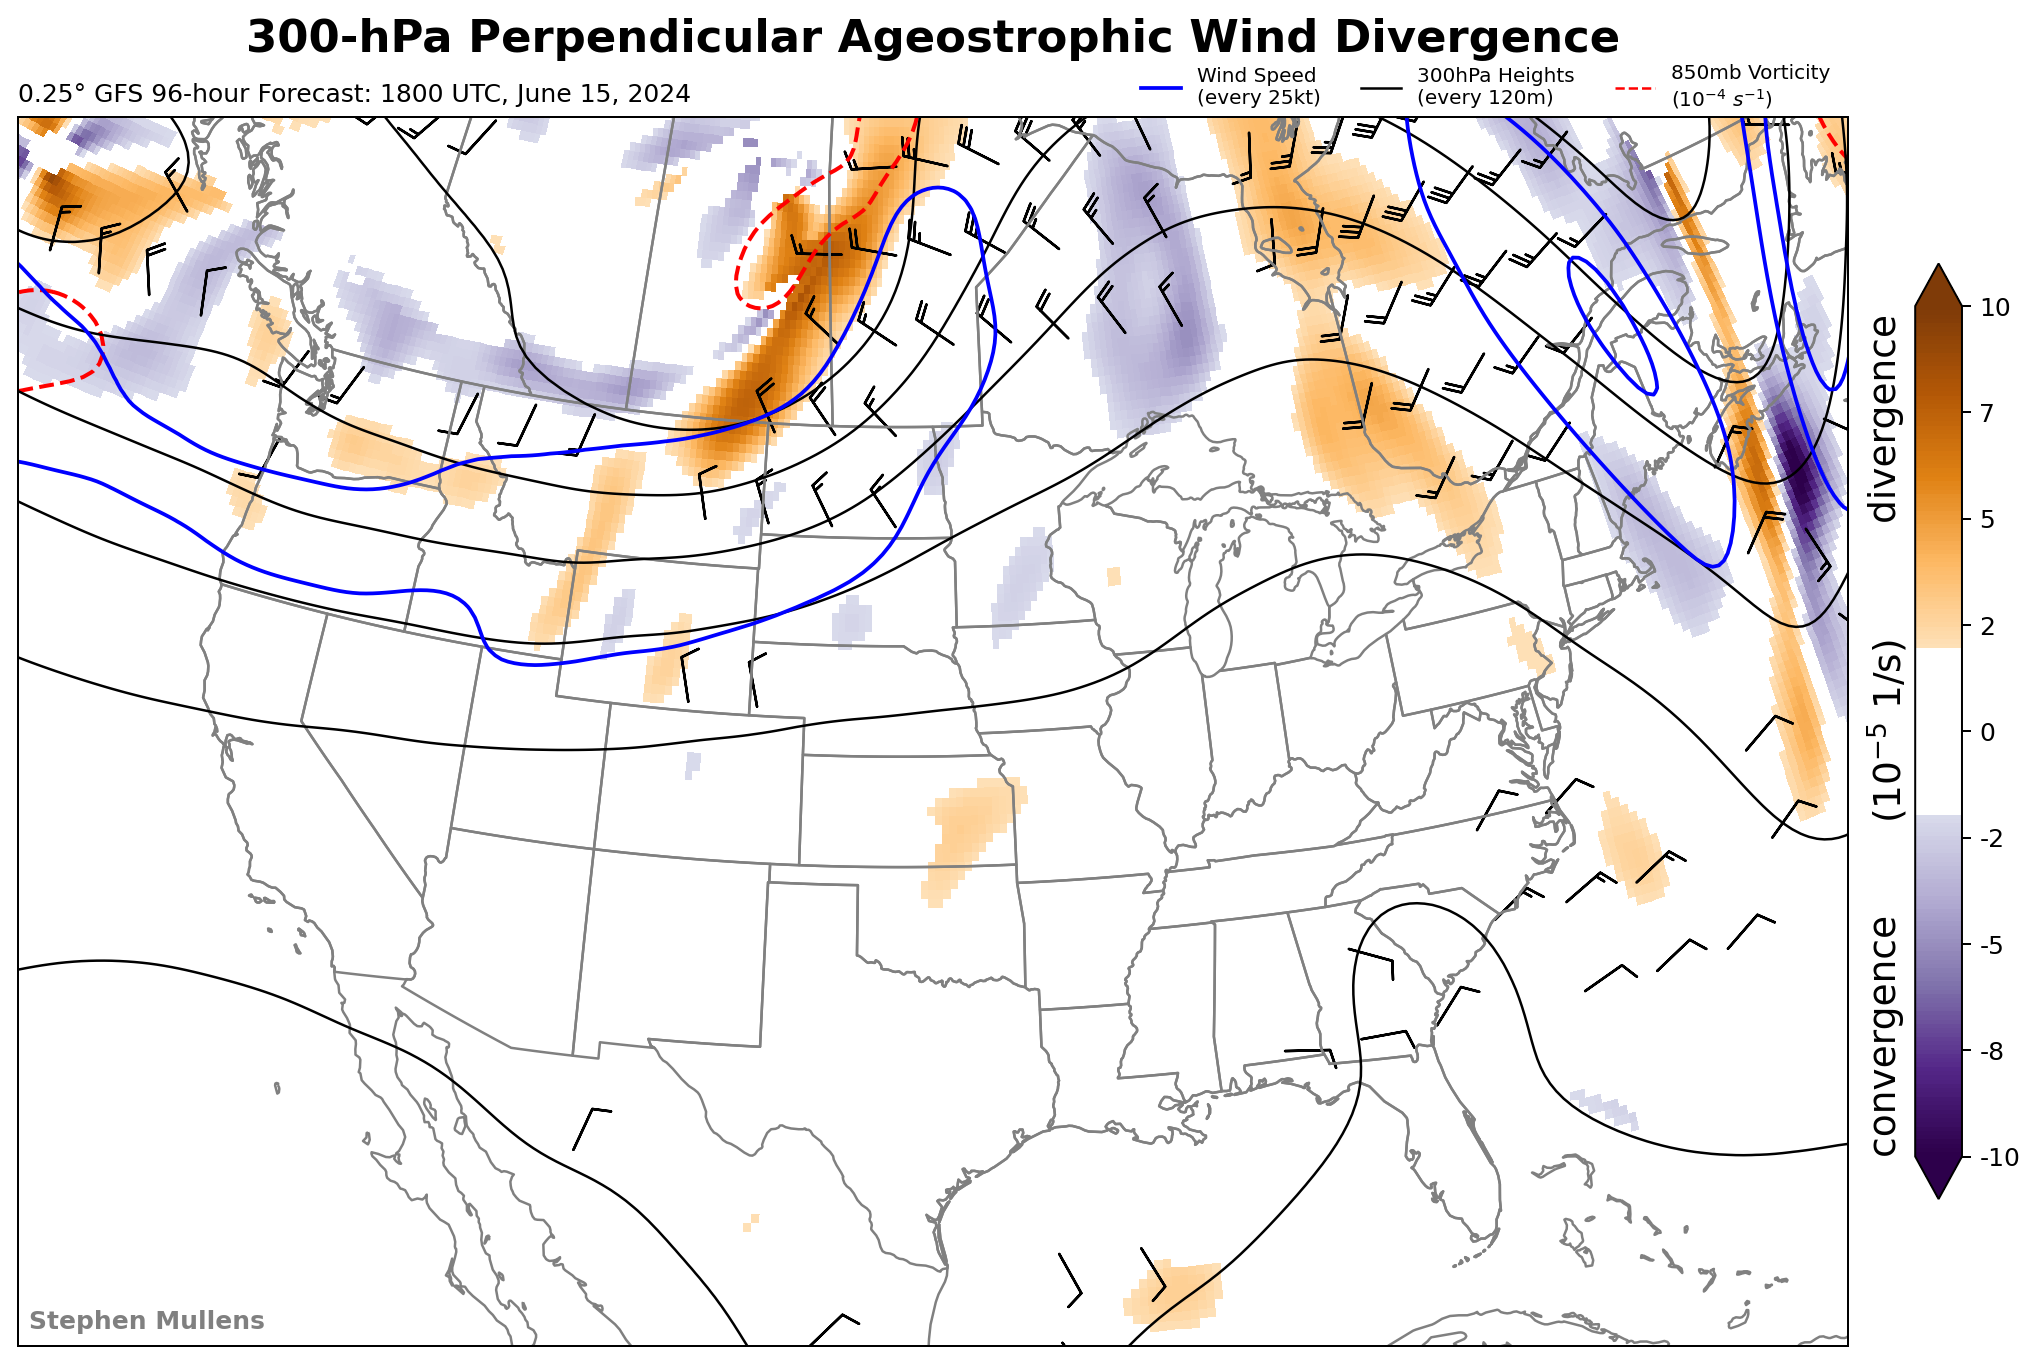 300-hPa Perpendicular Ageostrophic Wind Divergence
0.25° GFS 96-hour Forecast: 1800 UTC, June 15, 2024
Wind Speed
(every 25kt)
300hPa Heights
(every 120m)
850mb Vorticity
(10⁻⁴ s⁻¹)
10
7
5
2
0
-2
-5
-8
-10
convergence (10⁻⁵ 1/s) divergence
Stephen Mullens